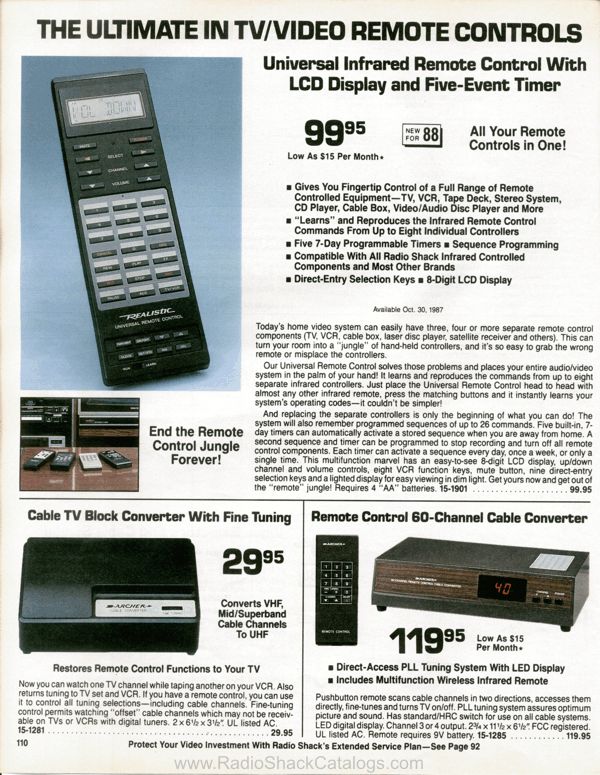 THE ULTIMATE IN TV/VIDEO REMOTE CONTROLS
Universal Infrared Remote Control With
LCD Display and Five-Event Timer
99⁹⁵
Low As $15 Per Month★
NEW FOR 88
All Your Remote
Controls in One!
■ Gives You Fingertip Control of a Full Range of Remote
Controlled Equipment—TV, VCR, Tape Deck, Stereo System,
CD Player, Cable Box, Video/Audio Disc Player and More
■ "Learns" and Reproduces the Infrared Remote Control
Commands From Up to Eight Individual Controllers
■ Five 7-Day Programmable Timers ■ Sequence Programming
■ Compatible With All Radio Shack Infrared Controlled
Components and Most Other Brands
■ Direct-Entry Selection Keys ■ 8-Digit LCD Display
VOL DOWN
MUTE
SELECT
CHANNEL
VOLUME
REALISTIC
UNIVERSAL REMOTE CONTROL
Available Oct. 30, 1987
Today's home video system can easily have three, four or more separate remote control
components (TV, VCR, cable box, laser disc player, satellite receiver and others). This can
turn your room into a "jungle" of hand-held controllers, and it's so easy to grab the wrong
remote or misplace the controllers.
Our Universal Remote Control solves those problems and places your entire audio/video
system in the palm of your hand! It learns and reproduces the commands from up to eight
separate infrared controllers. Just place the Universal Remote Control head to head with
almost any other infrared remote, press the matching buttons and it instantly learns your
system's operating codes—it couldn't be simpler!
And replacing the separate controllers is only the beginning of what you can do! The
system will also remember programmed sequences of up to 26 commands. Five built-in, 7-
day timers can automatically activate a stored sequence when you are away from home. A
second sequence and timer can be programmed to stop recording and turn off all remote
control components. Each timer can activate a sequence every day, once a week, or only a
single time. This multifunction marvel has an easy-to-see 8-digit LCD display, up/down
channel and volume controls, eight VCR function keys, mute button, nine direct-entry
selection keys and a lighted display for easy viewing in dim light. Get yours now and get out of
the "remote" jungle! Requires 4 "AA" batteries. 15-1901 . . . . . . . . . . . . . . . . . . 99.95
End the Remote
Control Jungle
Forever!
Cable TV Block Converter With Fine Tuning
29⁹⁵
Converts VHF,
Mid/Superband
Cable Channels
To UHF
ARCHER
CABLE CONVERTER
Restores Remote Control Functions to Your TV
Now you can watch one TV channel while taping another on your VCR. Also
returns tuning to TV set and VCR. If you have a remote control, you can use
it to control all tuning selections—including cable channels. Fine-tuning
control permits watching "offset" cable channels which may not be receiv-
able on TVs or VCRs with digital tuners. 2 x 6½ x 3½". UL listed AC.
15-1281 . . . . . . . . . . . . . . . . . . . . 29.95
Remote Control 60-Channel Cable Converter
ARCHER
REMOTE CONTROL
ARCHER
60-CHANNEL REMOTE CONTROL CABLE CONVERTER
40
119⁹⁵
Low As $15
Per Month★
■ Direct-Access PLL Tuning System With LED Display
■ Includes Multifunction Wireless Infrared Remote
Pushbutton remote scans cable channels in two directions, accesses them
directly, fine-tunes and turns TV on/off. PLL tuning system assures optimum
picture and sound. Has standard/HRC switch for use on all cable systems.
LED digital display. Channel 3 or 4 output. 2¾ x 11½ x 6½". FCC registered.
UL listed AC. Remote requires 9V battery. 15-1285 . . . . . . . . . . . 119.95
110
Protect Your Video Investment With Radio Shack's Extended Service Plan—See Page 92
www.RadioShackCatalogs.com